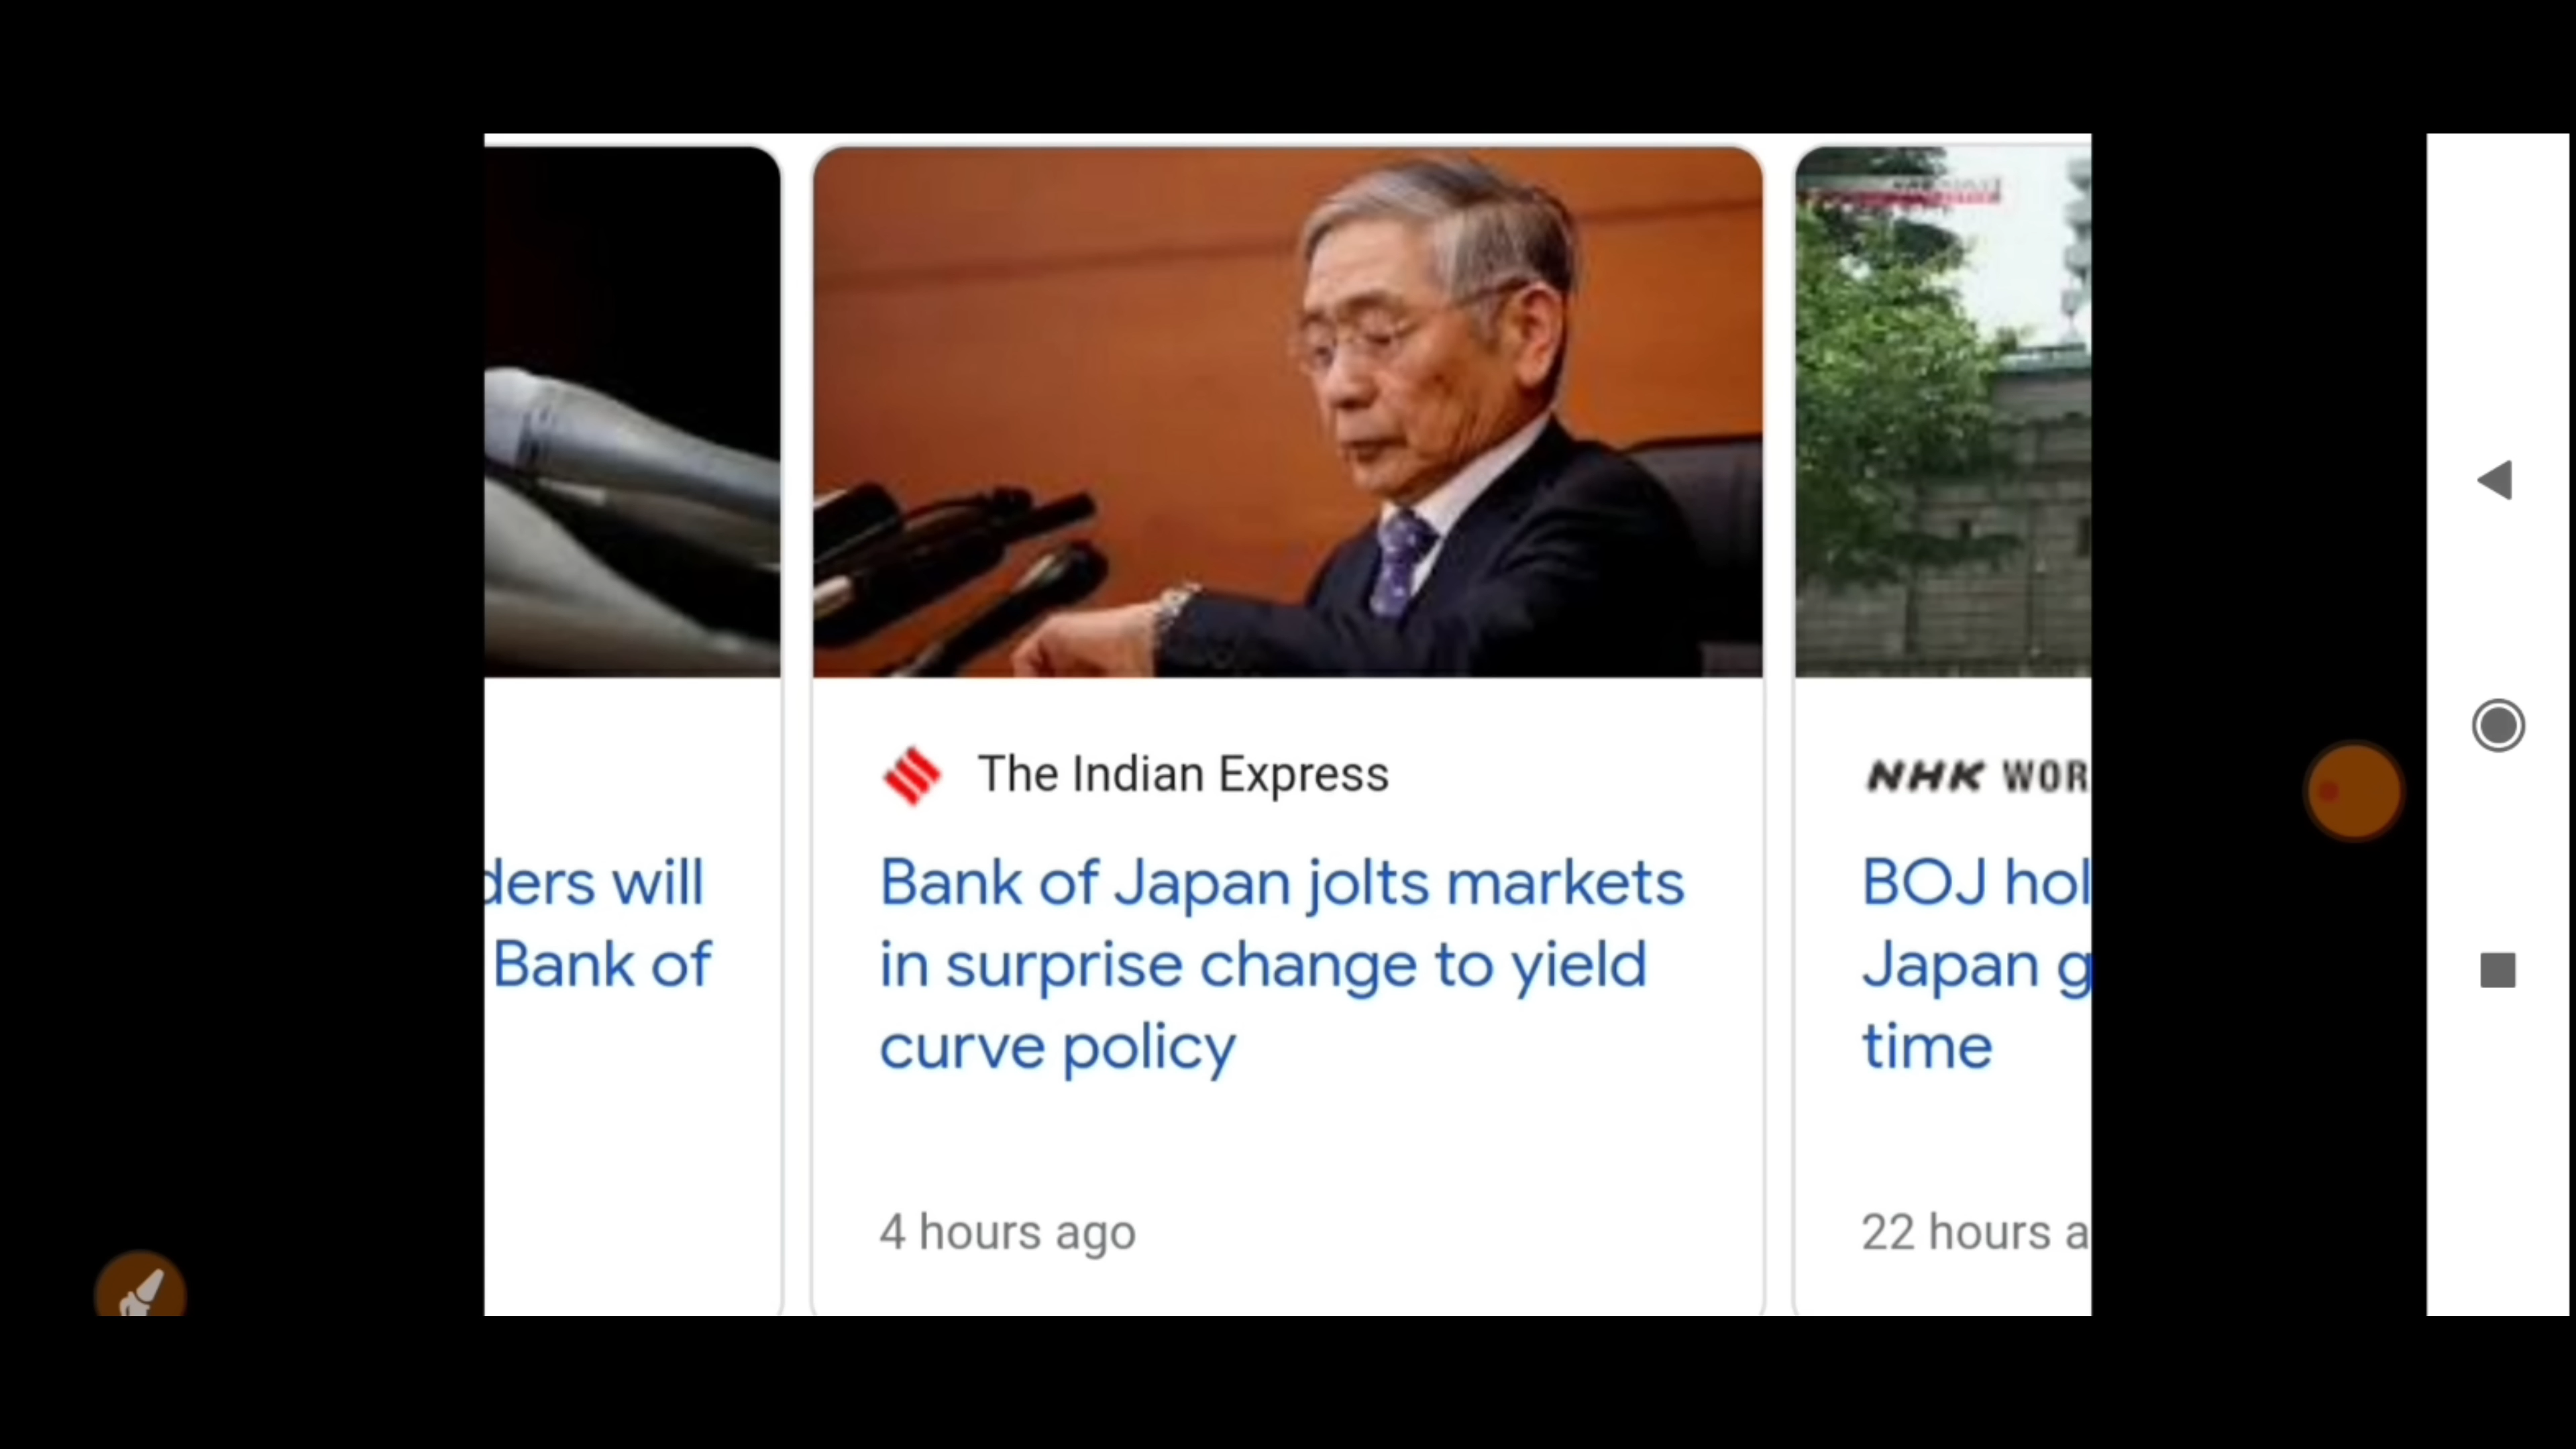 ders will
Bank of
The Indian Express
Bank of Japan jolts markets
in surprise change to yield
curve policy
4 hours ago
NHK WOR
BOJ hol
Japan g
time
22 hours a